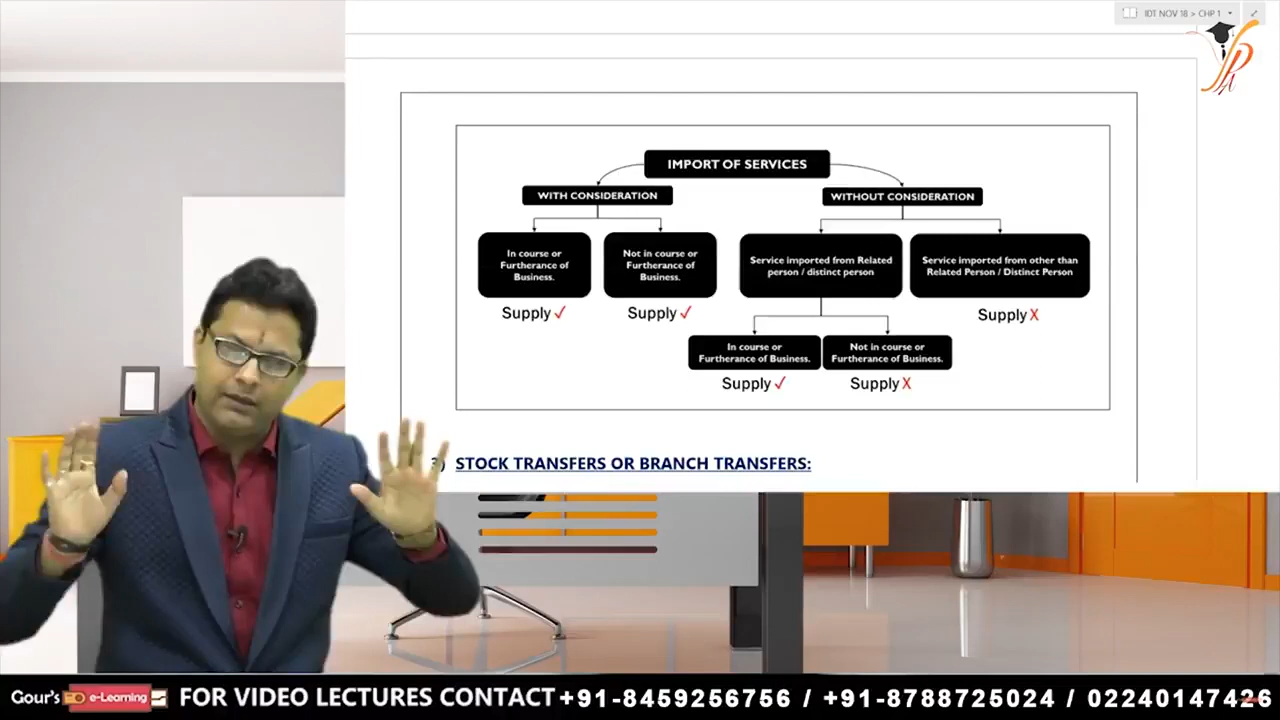 IDT NOV 18 > CHP 1
IMPORT OF SERVICES
WITH CONSIDERATION
WITHOUT CONSIDERATION
In course or
Furtherance of
Business.
Not in course or
Furtherance of
Business.
Service imported from Related
person / distinct person
Service imported from other than
Related Person / Distinct Person
Supply ✓
Supply ✓
Supply X
In course or
Furtherance of Business.
Not in course or
Furtherance of Business.
Supply ✓
Supply X
STOCK TRANSFERS OR BRANCH TRANSFERS:
Gour's e-Learning FOR VIDEO LECTURES CONTACT +91-8459256756 / +91-8788725024 / 02240147426